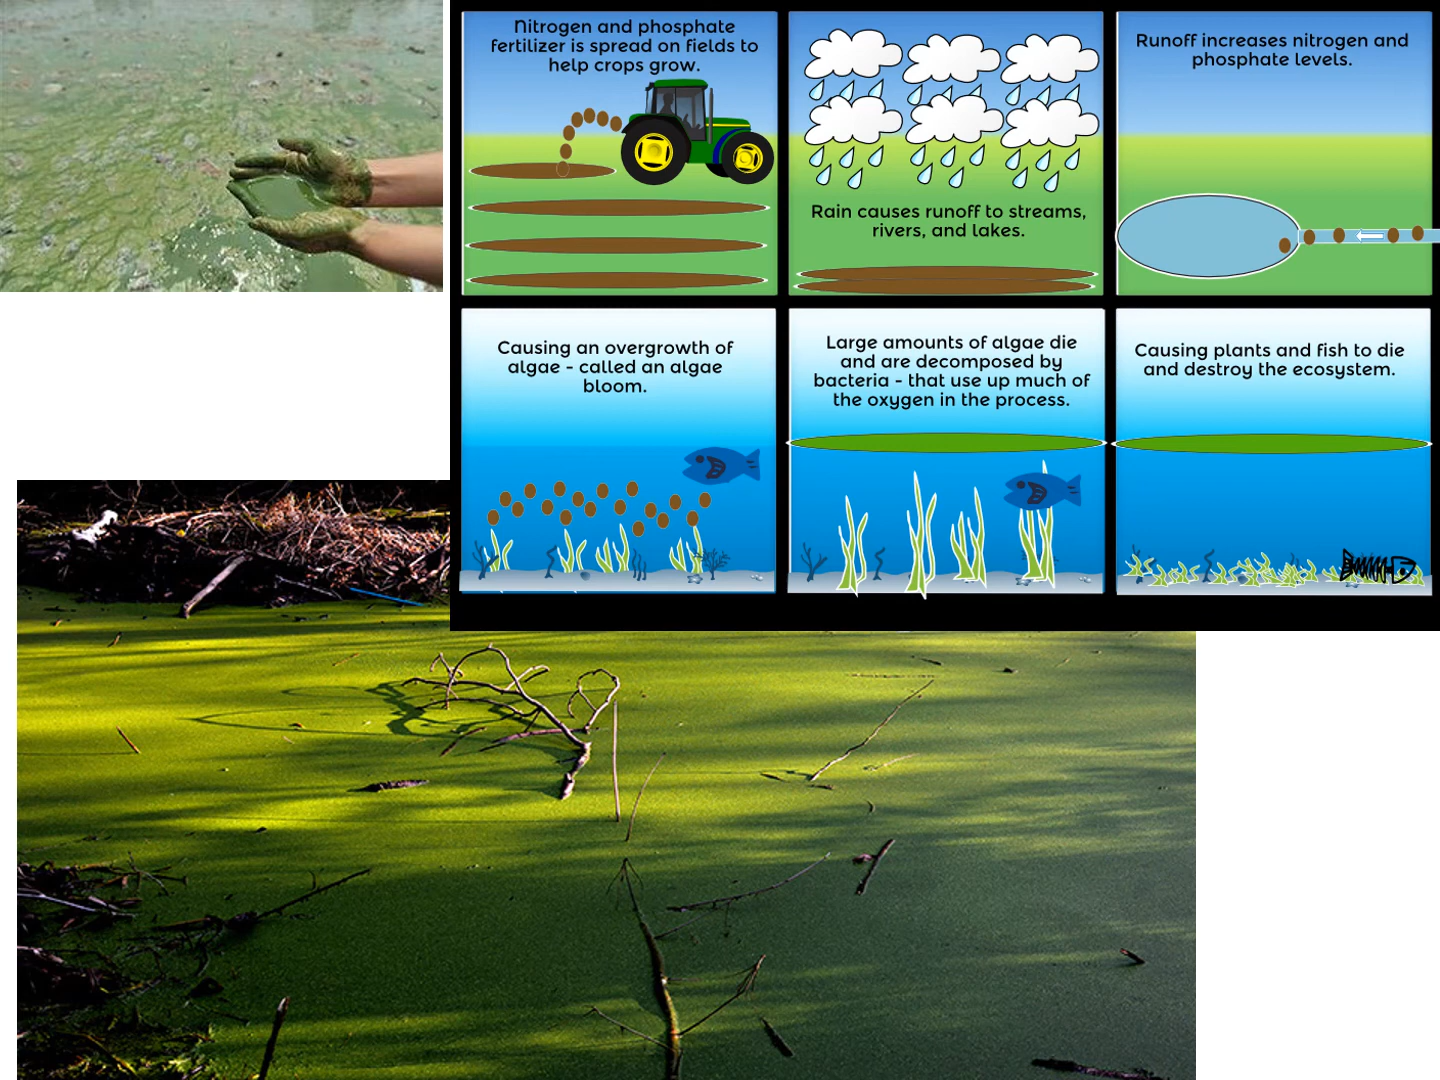 Nitrogen and phosphate
fertilizer is spread on fields to
help crops grow.
Rain causes runoff to streams,
rivers, and lakes.
Runoff increases nitrogen and
phosphate levels.
Causing an overgrowth of
algae - called an algae
bloom.
Large amounts of algae die
and are decomposed by
bacteria - that use up much of
the oxygen in the process.
Causing plants and fish to die
and destroy the ecosystem.